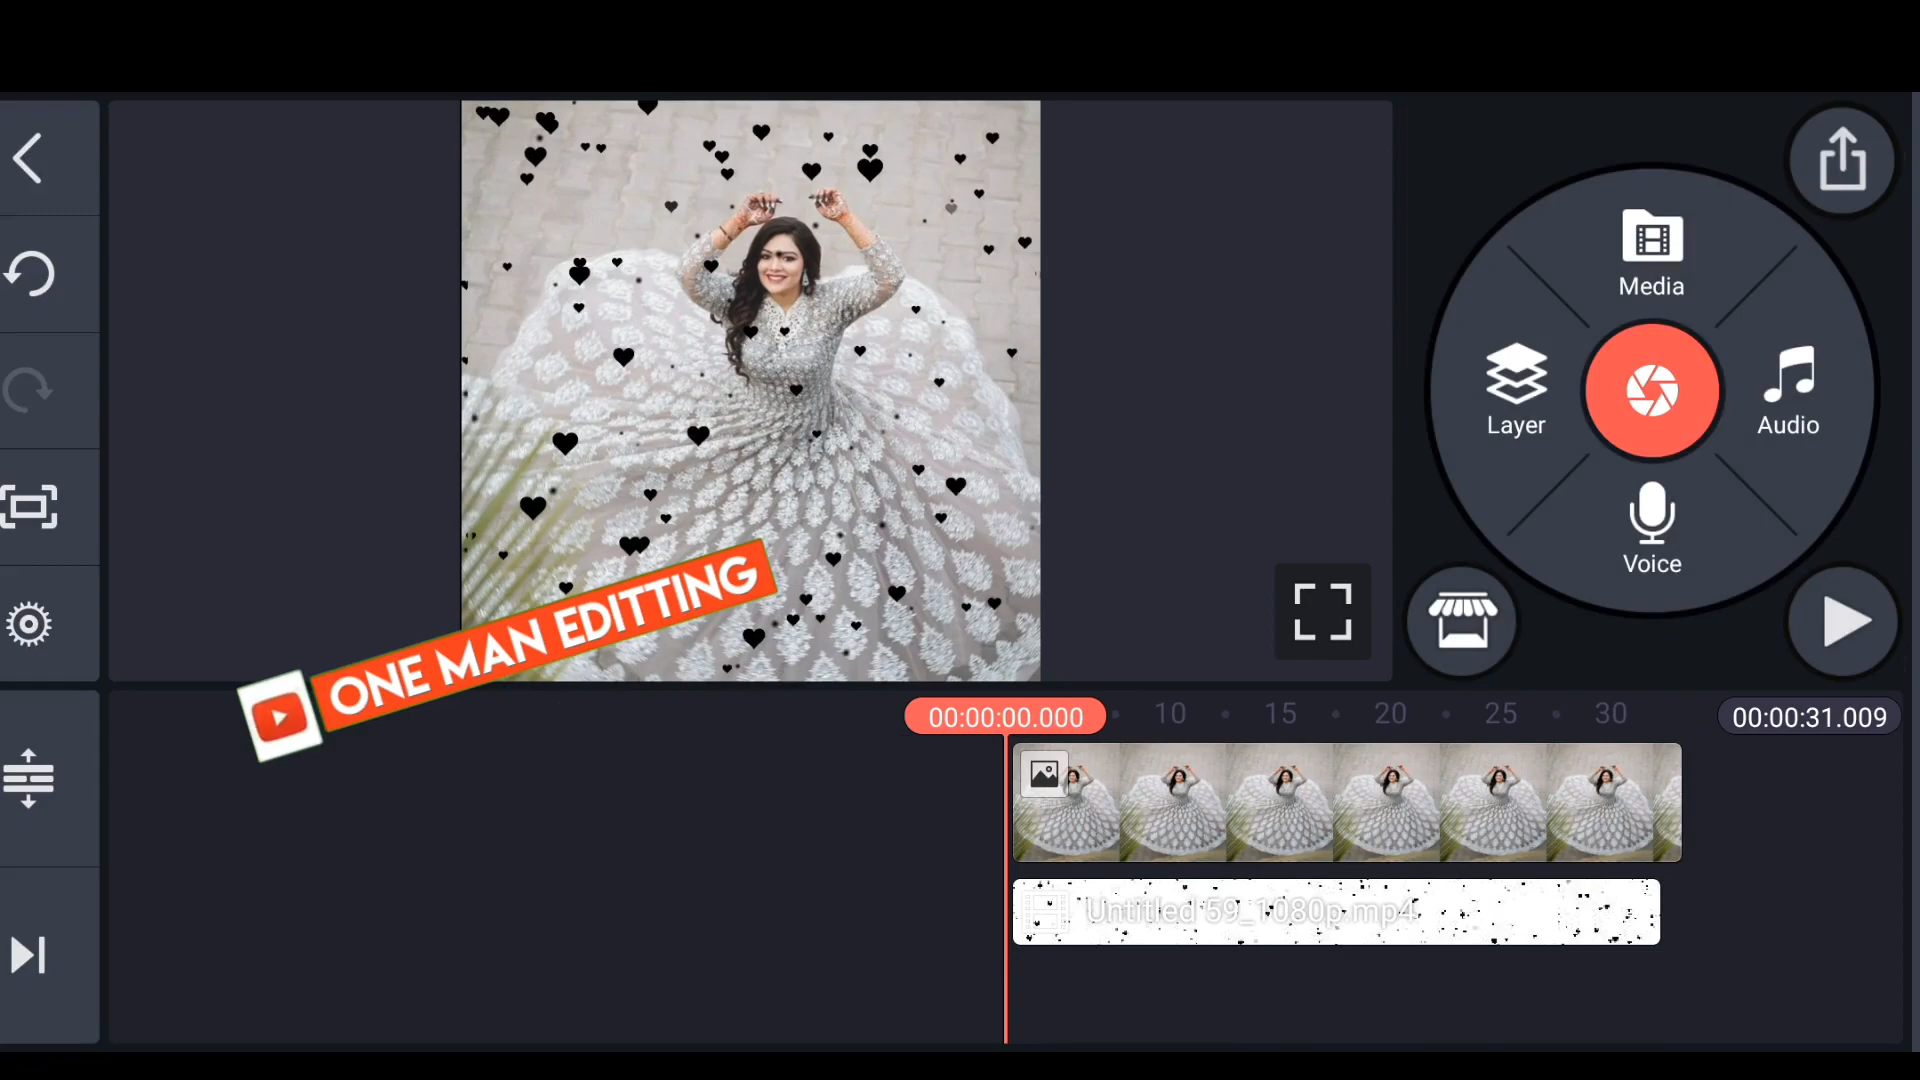 Media
Layer
Audio
Voice
ONE MAN EDITTING
00:00:00.000
10
15
20
25
30
00:00:31.009
Untitled 59_1080p.mp4